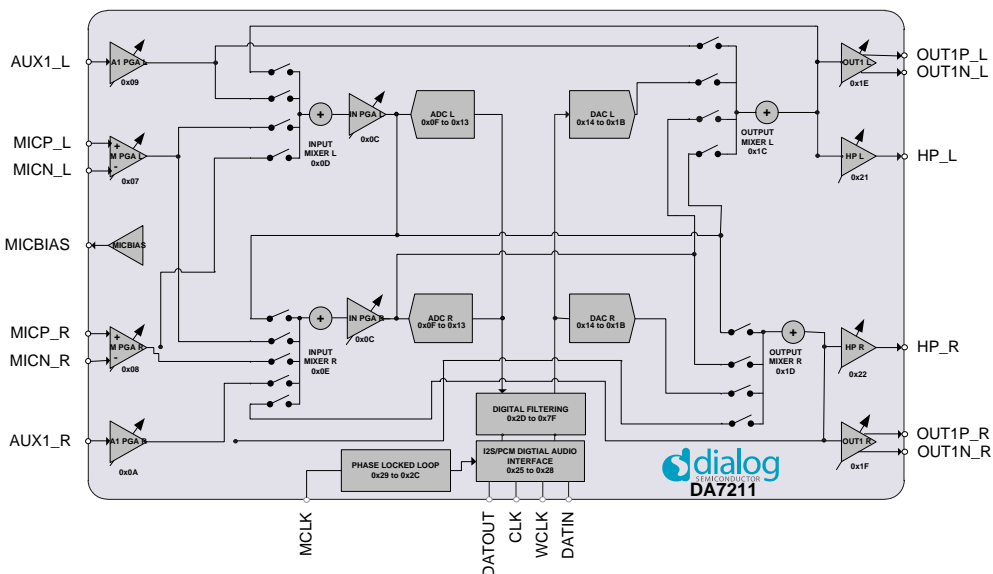 AUX1_L
A1 PGA L
0x09
MICP_L
MICN_L
+
-
M PGA L
0x07
MICBIAS
MICBIAS
MICP_R
MICN_R
+
-
M PGA R
0x08
AUX1_R
A1 PGA R
0x0A
+
INPUT
MIXER L
0x0D
IN PGA L
0x0C
ADC L
0x0F to 0x13
DAC L
0x14 to 0x1B
+
OUTPUT
MIXER L
0x1C
OUT1 L
0x1E
OUT1P_L
OUT1N_L
HP L
0x21
HP_L
+
INPUT
MIXER R
0x0E
IN PGA R
0x0C
ADC R
0x0F to 0x13
DAC R
0x14 to 0x1B
+
OUTPUT
MIXER R
0x1D
HP R
0x22
HP_R
OUT1 R
0x1F
OUT1P_R
OUT1N_R
DIGITAL FILTERING
0x2D to 0x7F
PHASE LOCKED LOOP
0x29 to 0x2C
I2S/PCM DIGTIAL AUDIO
INTERFACE
0x25 to 0x28
dialog
SEMICONDUCTOR
DA7211
MCLK
DATOUT
CLK
WCLK
DATIN